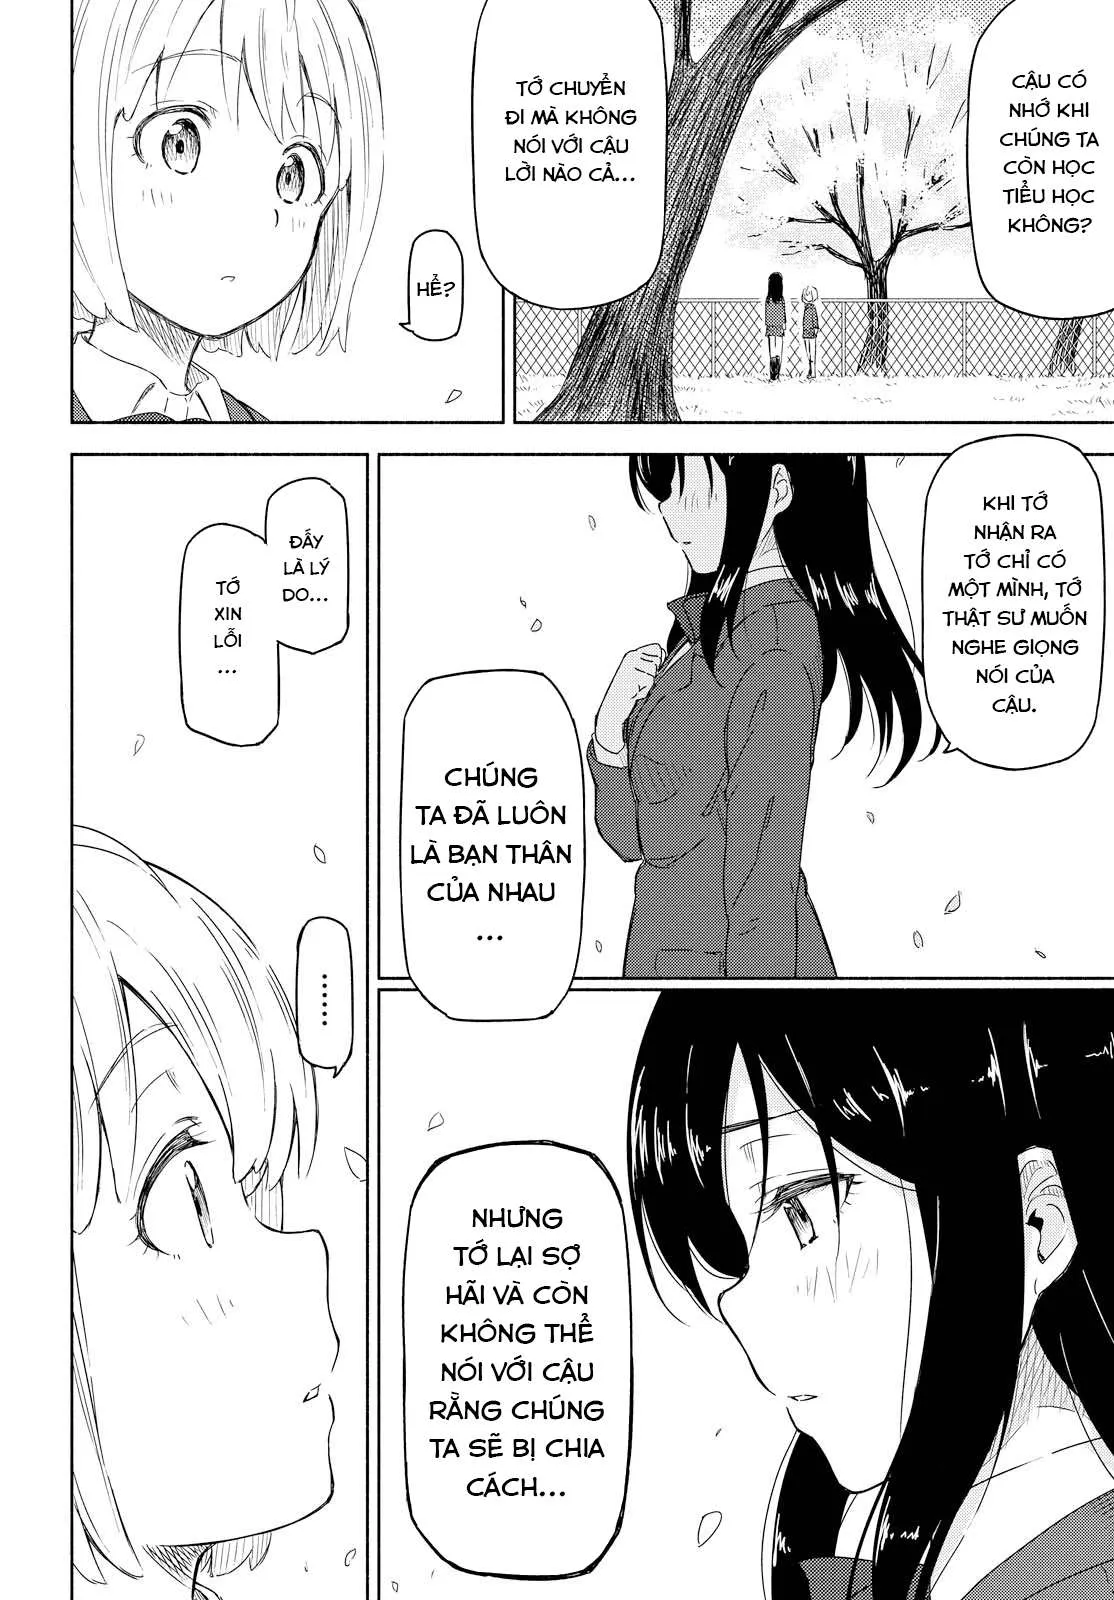 CẬU CÓ
NHỚ KHI
CHÚNG TA
CÒN HỌC
TIỂU HỌC
KHÔNG?
TỚ CHUYỂN
ĐI MÀ KHÔNG
NÓI VỚI CẬU
LỜI NÀO CẢ...
HỂ?
KHI TỚ
NHẬN RA
TỚ CHỈ CÓ
MỘT MÌNH, TỚ
THẬT SƯ MUỐN
NGHE GIỌNG
NÓI CỦA
CẬU.
CHÚNG
TA ĐÃ LUÔN
LÀ BẠN THÂN
CỦA NHAU
...
ĐẤY
LÀ LÝ
DO...
TỚ
XIN
LỖI
...
......
NHƯNG
TỚ LẠI SỢ
HÃI VÀ CÒN
KHÔNG THỂ
NÓI VỚI CẬU
RẰNG CHÚNG
TA SẼ BỊ CHIA
CÁCH...